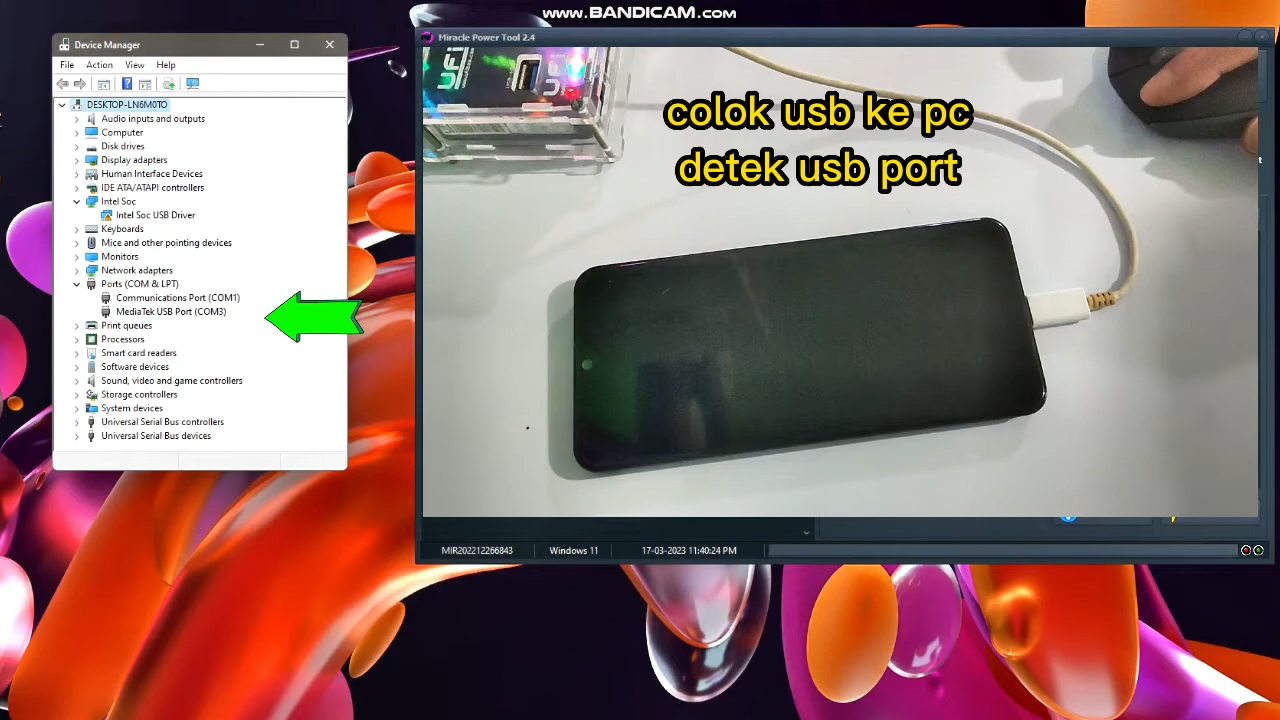 www.BANDICAM.com
Device Manager
File Action View Help
DESKTOP-LN6M0TO
Audio inputs and outputs
Computer
Disk drives
Display adapters
Human Interface Devices
IDE ATA/ATAPI controllers
Intel Soc
Intel Soc USB Driver
Keyboards
Mice and other pointing devices
Monitors
Network adapters
Ports (COM & LPT)
Communications Port (COM1)
MediaTek USB Port (COM3)
Print queues
Processors
Smart card readers
Software devices
Sound, video and game controllers
Storage controllers
System devices
Universal Serial Bus controllers
Universal Serial Bus devices
Miracle Power Tool 2.4
UFI
colok usb ke pc
detek usb port
MIR202212266843 Windows 11 17-03-2023 11:40:24 PM